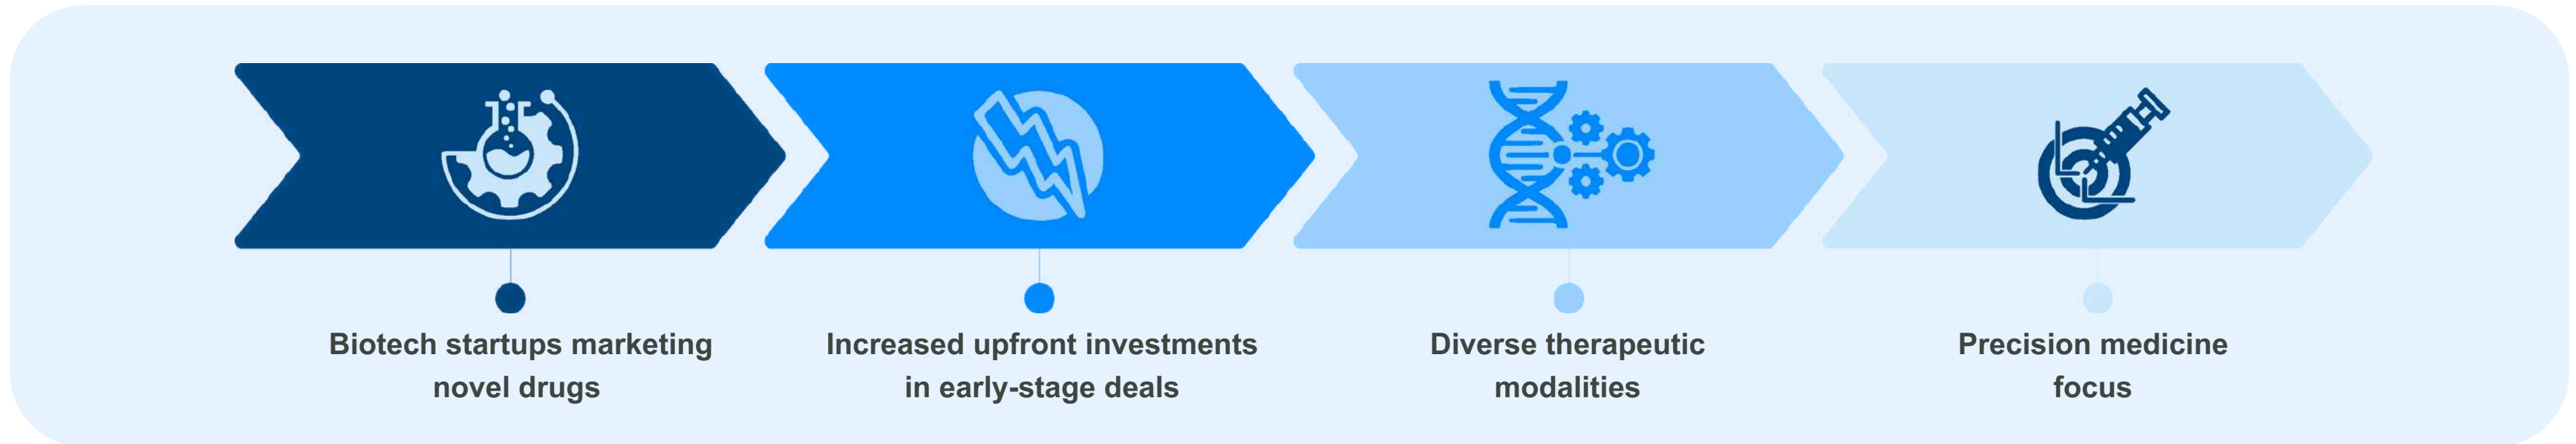 Biotech startups marketing
novel drugs
Increased upfront investments
in early-stage deals
Diverse therapeutic
modalities
Precision medicine
focus